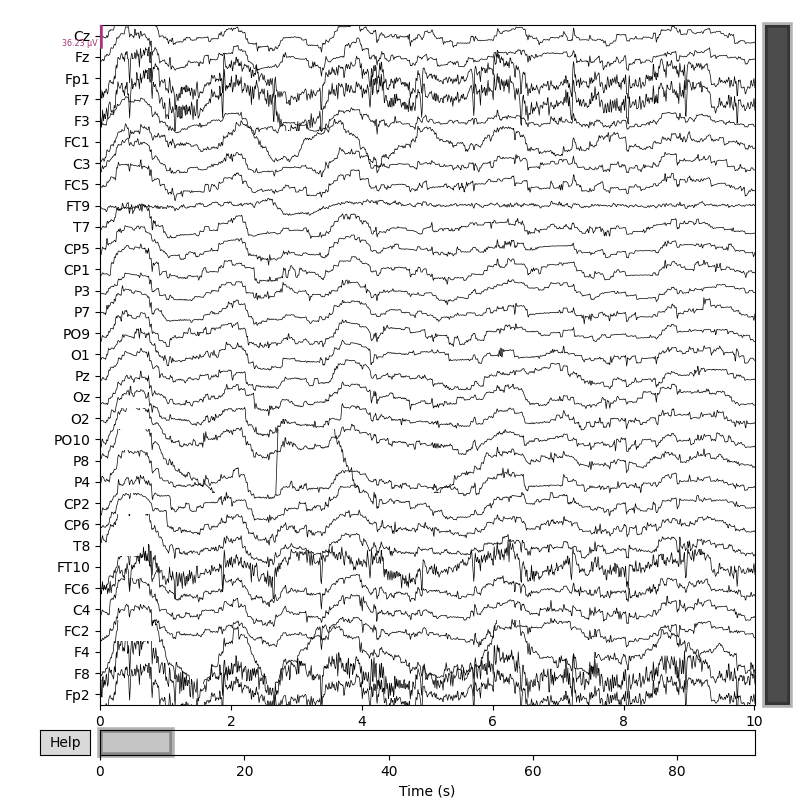 Cz
36.23 µV
Fz
Fp1
F7
F3
FC1
C3
FC5
FT9
T7
CP5
CP1
P3
P7
PO9
O1
Pz
Oz
O2
PO10
P8
P4
CP2
CP6
T8
FT10
FC6
C4
FC2
F4
F8
Fp2
0 2 4 6 8 10
Help
0 20 40 60 80
Time (s)